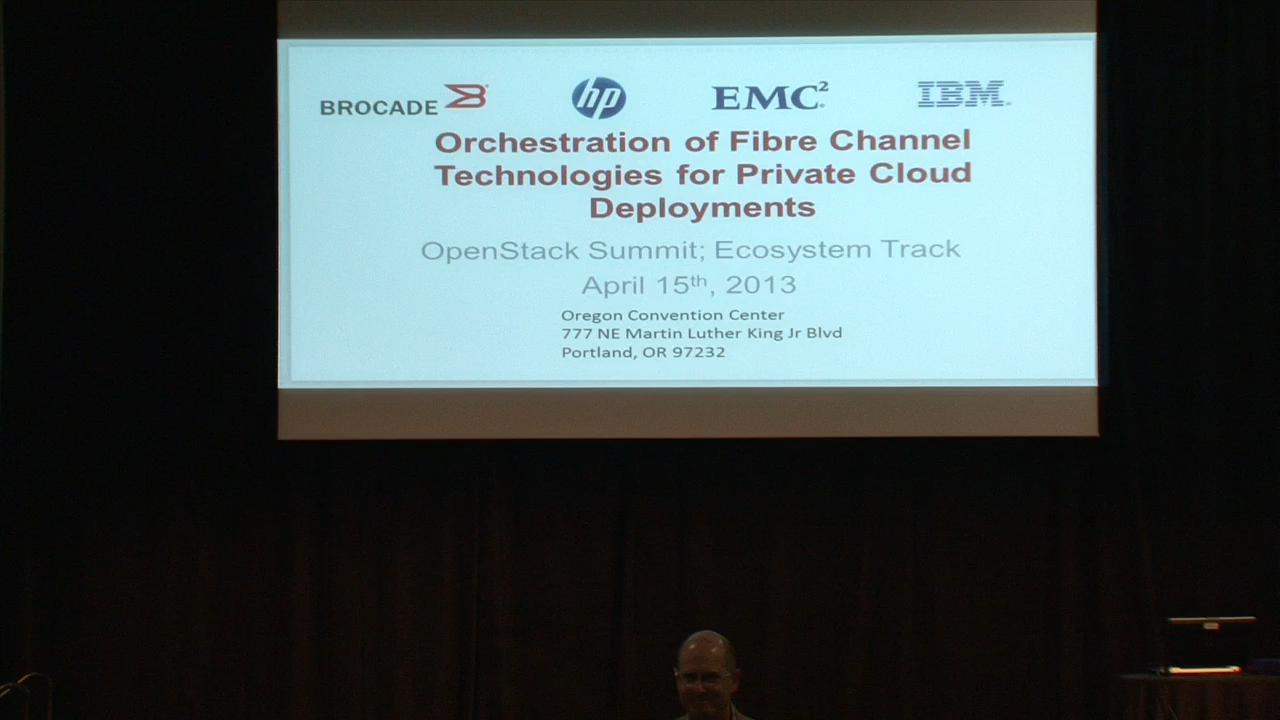 BROCADE hp EMC² IBM
Orchestration of Fibre Channel
Technologies for Private Cloud
Deployments
OpenStack Summit; Ecosystem Track
April 15th, 2013
Oregon Convention Center
777 NE Martin Luther King Jr Blvd
Portland, OR 97232